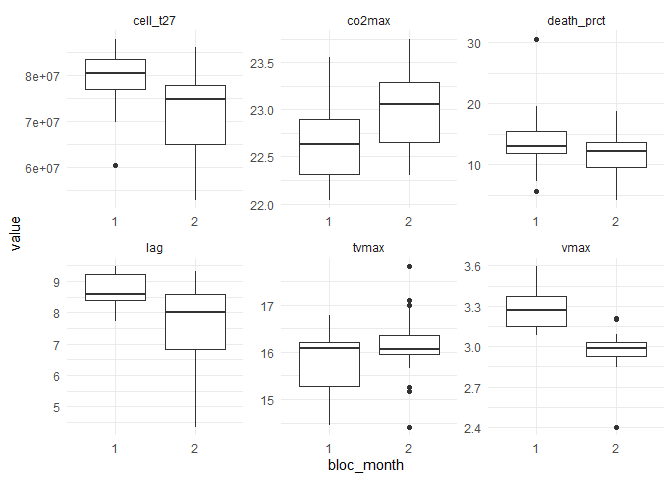 cell_t27 co2max death_prct
8e+07
7e+07
6e+07
23.5
23.0
22.5
22.0
30
20
10
1 2 1 2 1 2
value
lag tvmax vmax
9
8
7
6
5
17
16
15
3.6
3.3
3.0
2.7
2.4
1 2 1 2 1 2
bloc_month